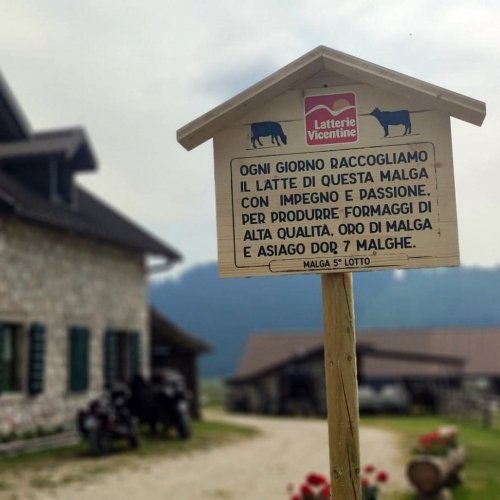 Latterie
Vicentine
OGNI GIORNO RACCOGLIAMO
IL LATTE DI QUESTA MALGA
CON IMPEGNO E PASSIONE,
PER PRODURRE FORMAGGI DI
ALTA QUALITÀ, ORO DI MALGA
E ASIAGO DOP 7 MALGHE.
MALGA 5° LOTTO